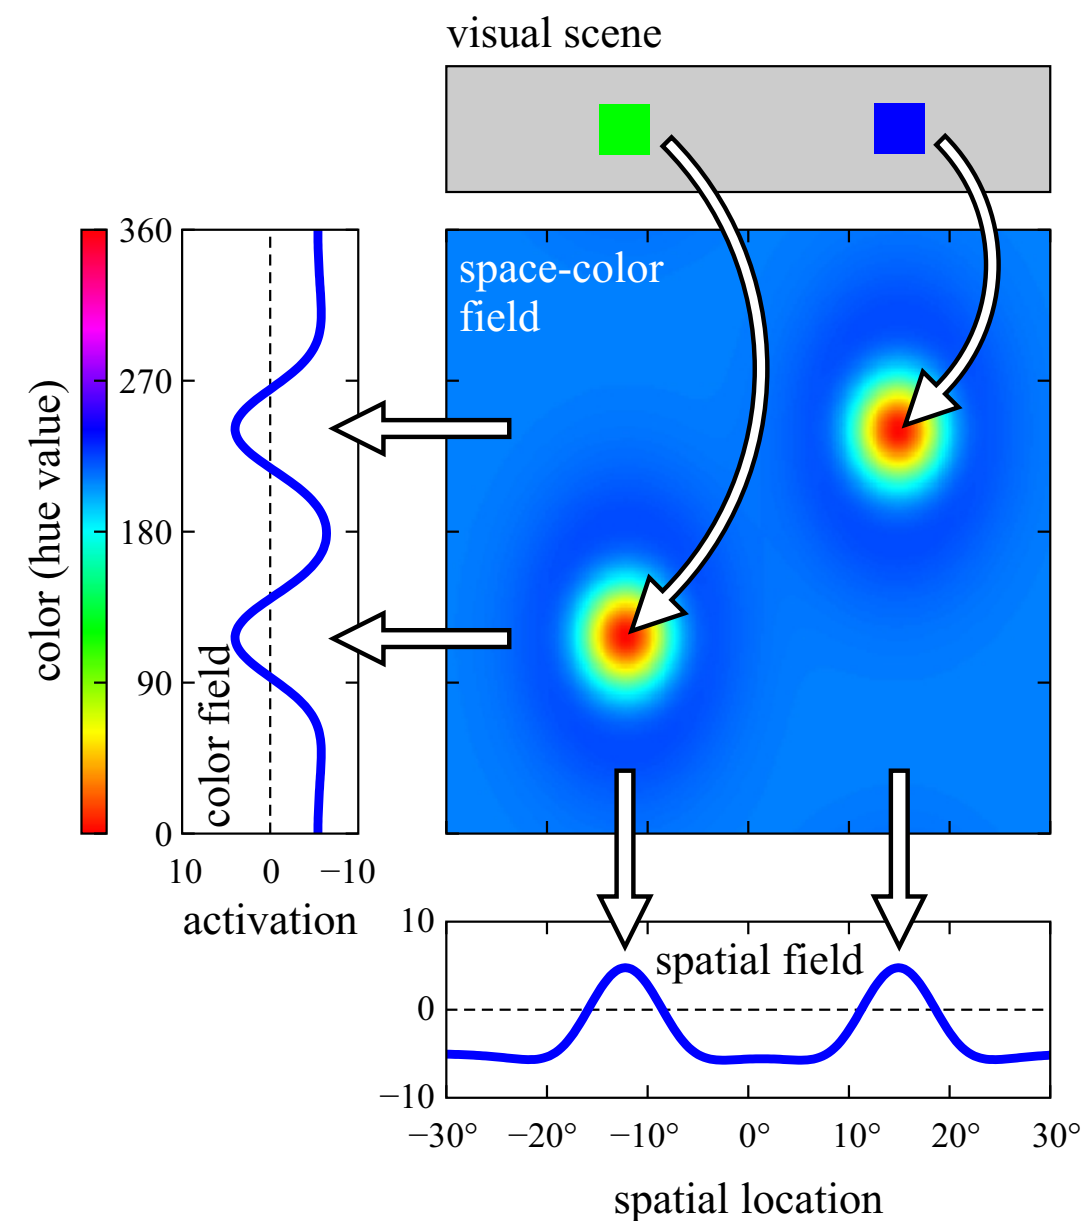 visual scene
space-color
field
360
270
180
90
0
color (hue value)
color field
10 0 −10
activation
10
0
−10
spatial field
−30° −20° −10° 0° 10° 20° 30°
spatial location